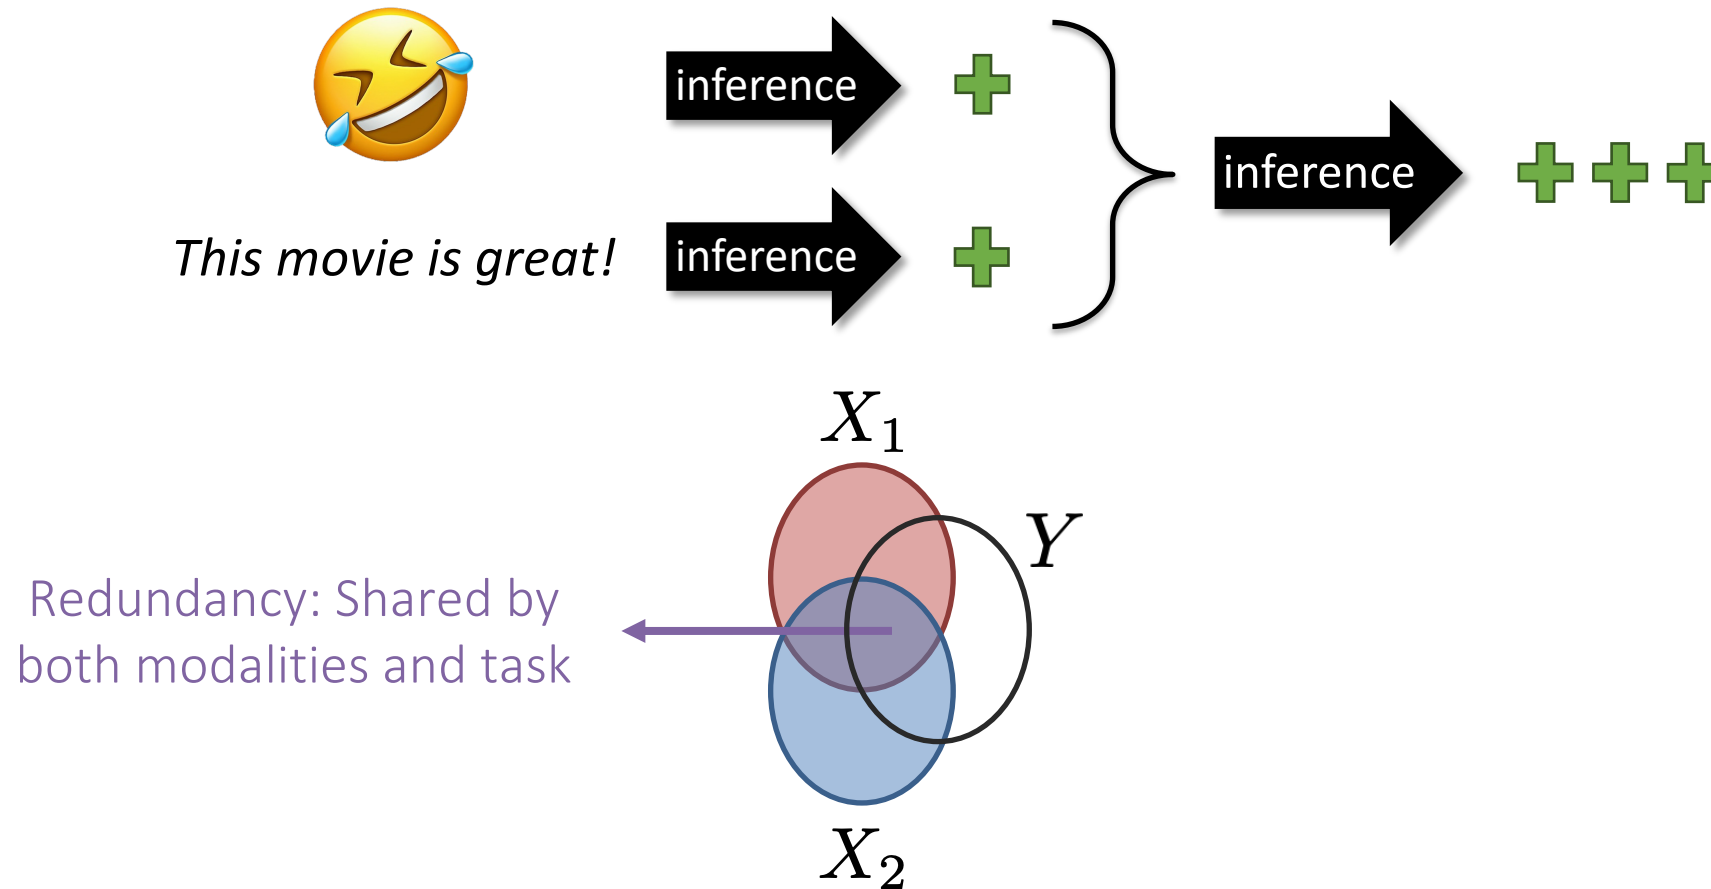 inference
inference
This movie is great!
inference
X₁
Y
Redundancy: Shared by
both modalities and task
X₂